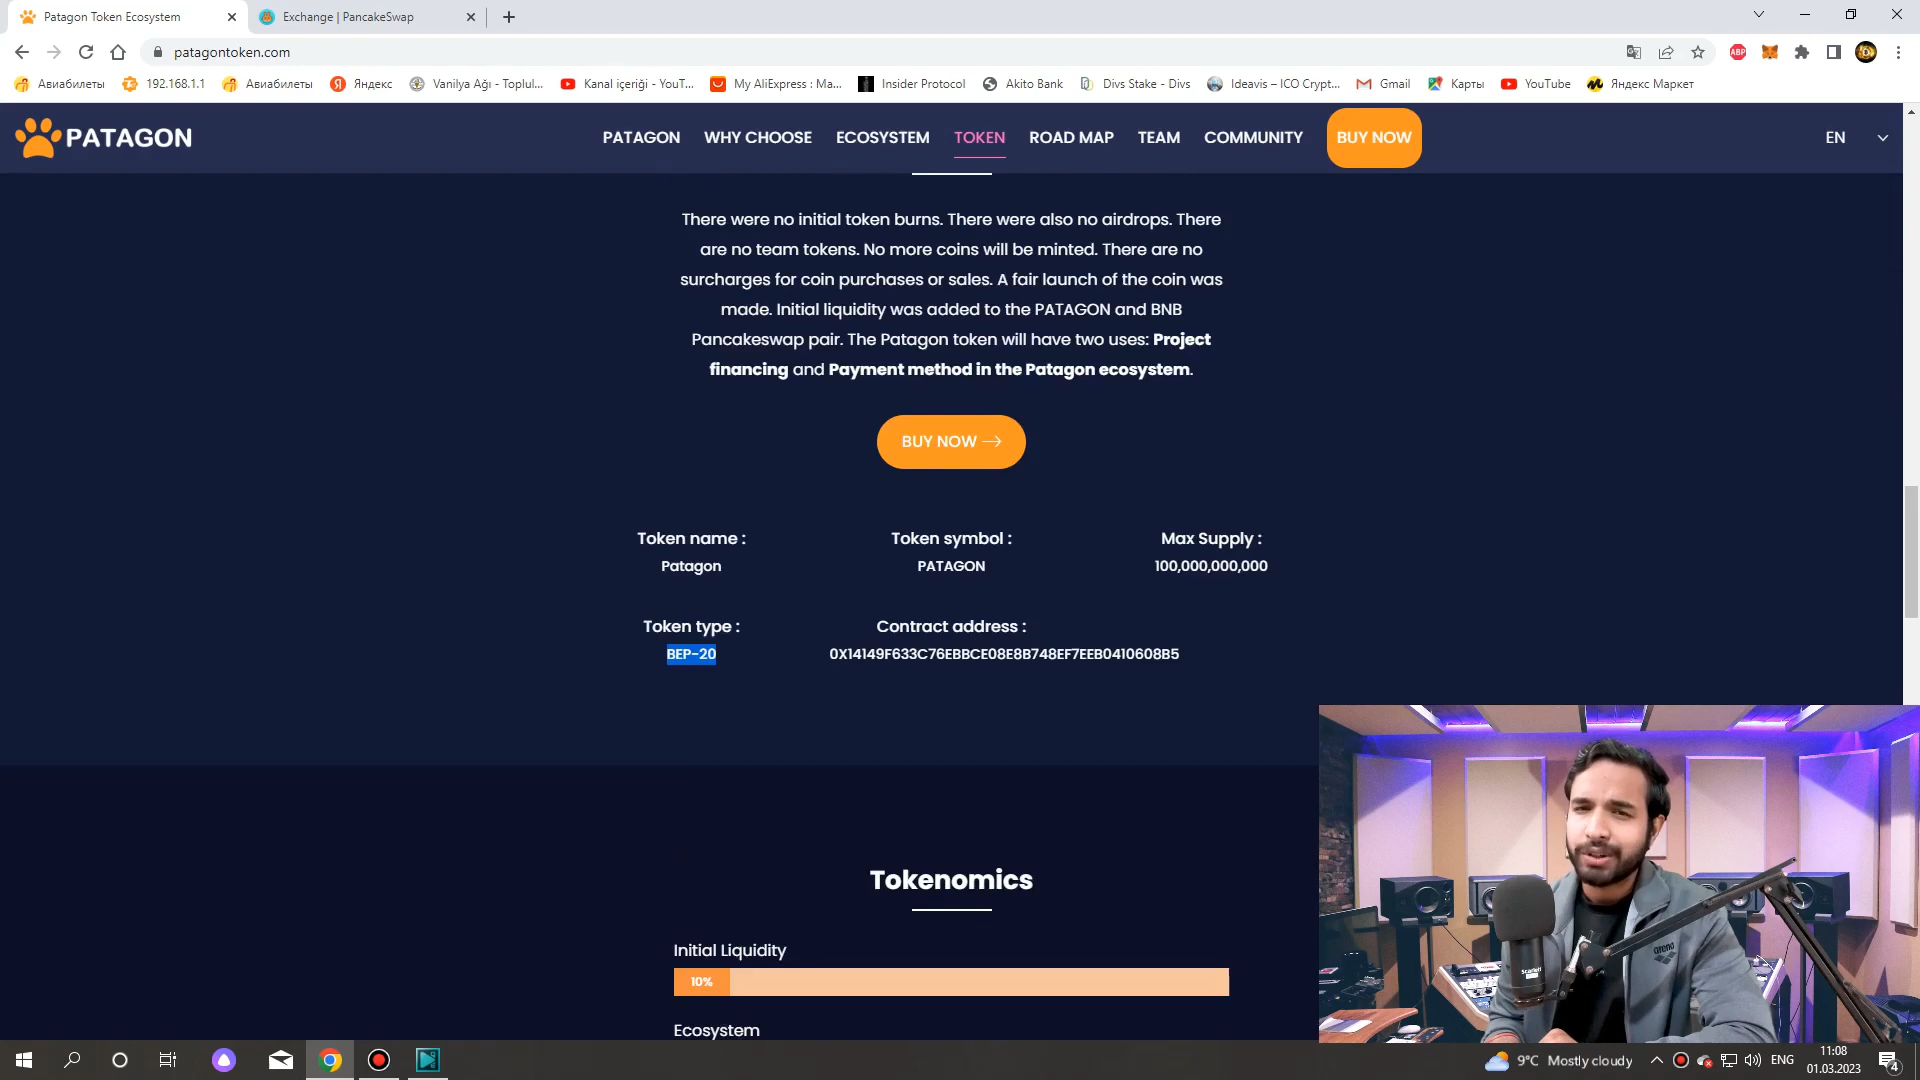 Patagon Token Ecosystem
Exchange | PancakeSwap
patagontoken.com
ABP
Авиабилеты
192.168.1.1
Авиабилеты
Яндекс
Vanilya Ağı - Toplul...
Kanal içeriği - YouT...
My AliExpress : Ma...
Insider Protocol
Akito Bank
Divs Stake - Divs
Ideavis – ICO Crypt...
Gmail
Карты
YouTube
Яндекс Маркет
PATAGON
PATAGON
WHY CHOOSE
ECOSYSTEM
TOKEN
ROAD MAP
TEAM
COMMUNITY
BUY NOW
EN
There were no initial token burns. There were also no airdrops. There
are no team tokens. No more coins will be minted. There are no
surcharges for coin purchases or sales. A fair launch of the coin was
made. Initial liquidity was added to the PATAGON and BNB
Pancakeswap pair. The Patagon token will have two uses: Project
financing and Payment method in the Patagon ecosystem.
BUY NOW
Token name :
Patagon
Token symbol :
PATAGON
Max Supply :
100,000,000,000
Token type :
BEP-20
Contract address :
0X14149F633C76EBBCE08E8B748EF7EEB0410608B5
Tokenomics
Initial Liquidity
10%
Ecosystem
Scarlett
arena
9°C Mostly cloudy
ENG
11:08
01.03.2023
4